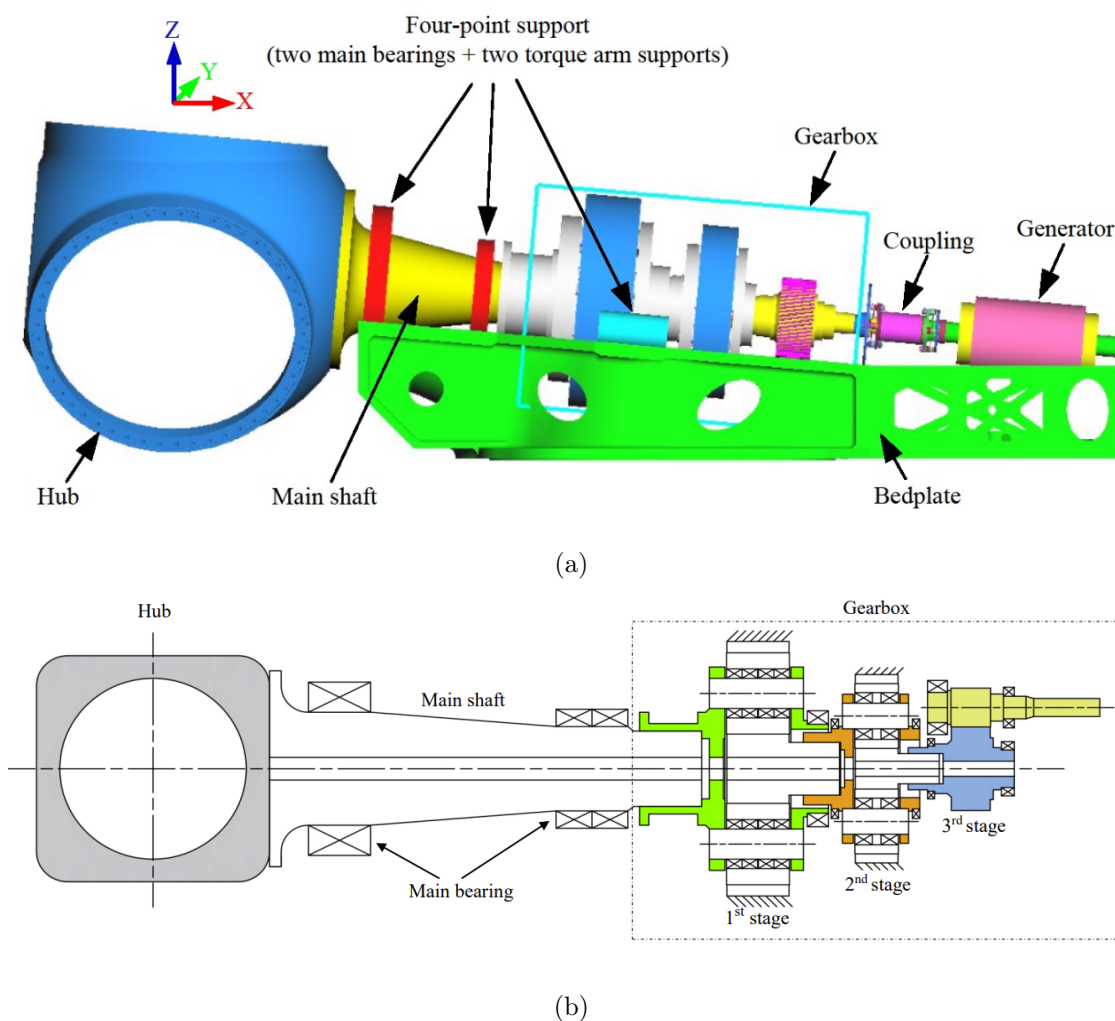 Four-point support
(two main bearings + two torque arm supports)
Z
Y
X
Gearbox
Coupling
Generator
Hub
Main shaft
Bedplate
(a)
Hub
Gearbox
Main shaft
Main bearing
1st stage
2nd stage
3rd stage
(b)